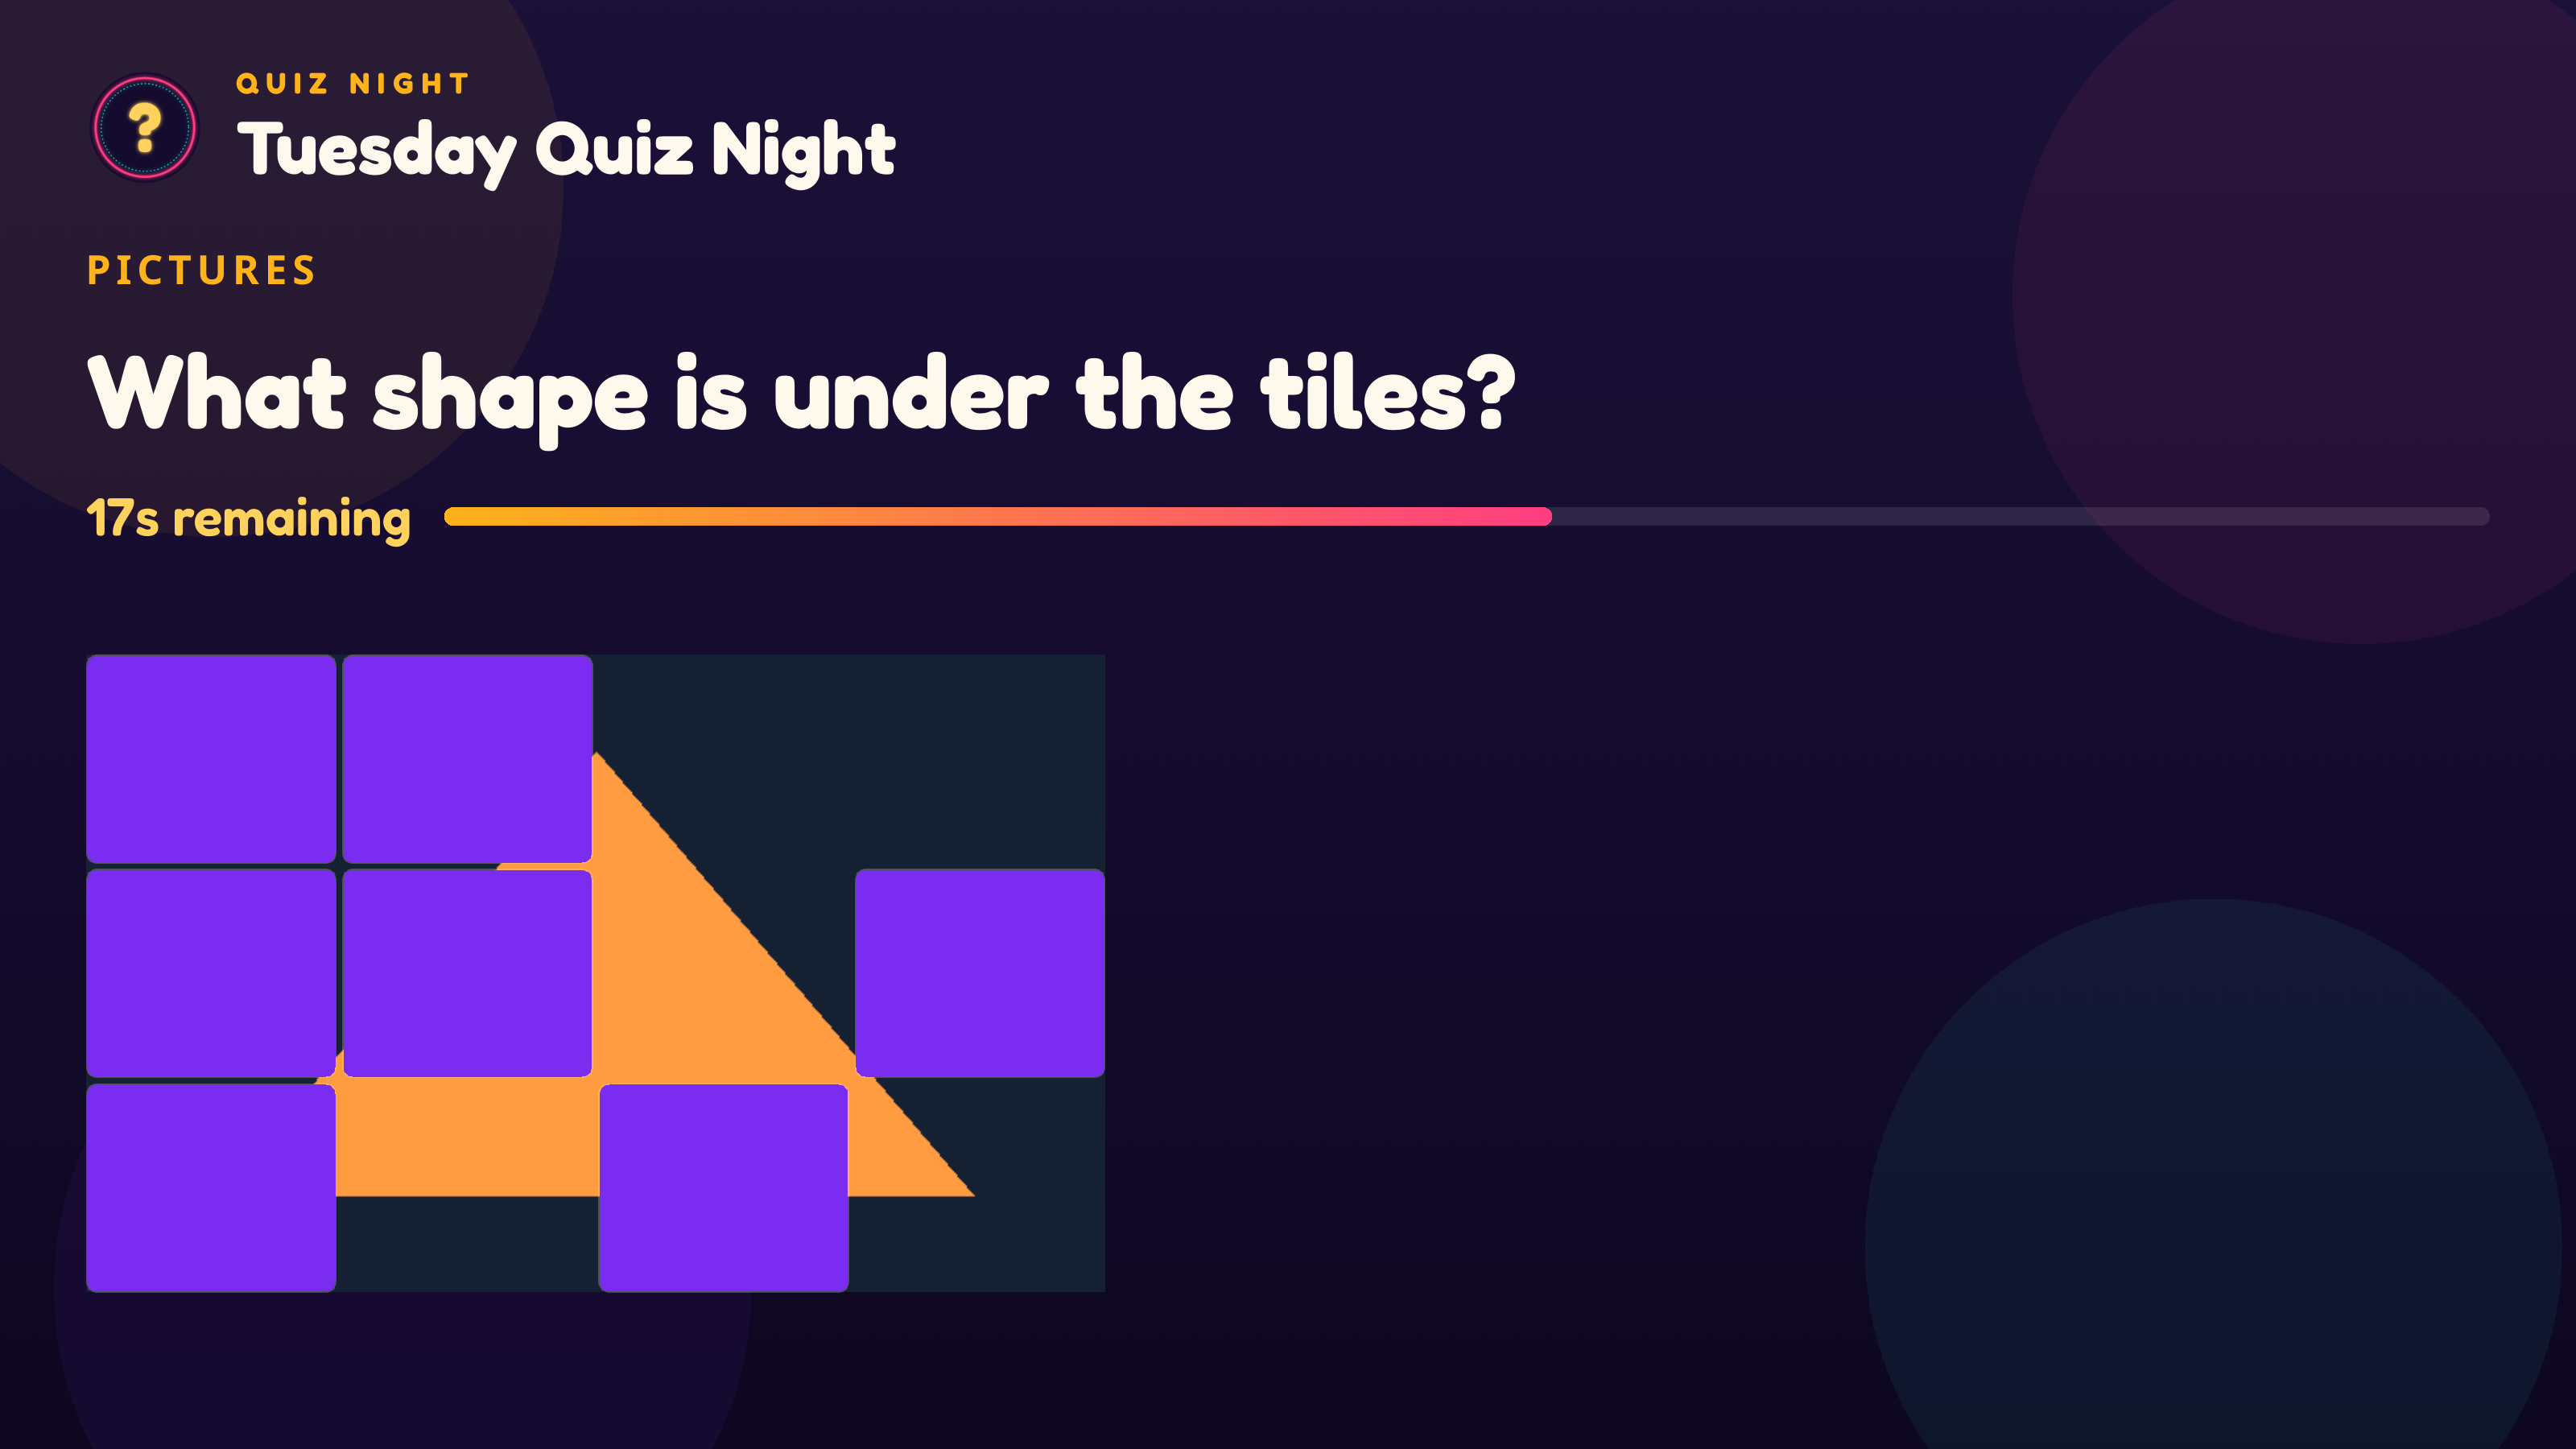 ?
QUIZ NIGHT
Tuesday Quiz Night
PICTURES
What shape is under the tiles?
17s remaining